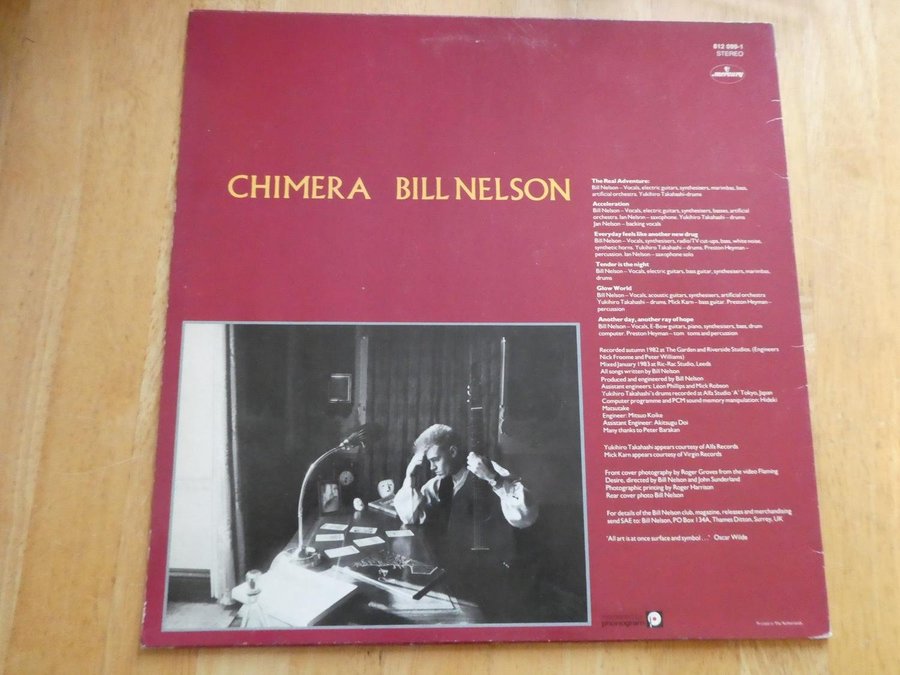 812 099-1
STEREO
mercury
CHIMERA BILL NELSON
The Real Adventure:
Bill Nelson – Vocals, electric guitars, synthesisers, marimbas, bass,
artificial orchestra. Yukihiro Takahashi–drums
Acceleration
Bill Nelson – Vocals, electric guitars, synthesisers, basses, artificial
orchestra. Ian Nelson – saxophone. Yukihiro Takahashi – drums
Jan Nelson – backing vocals
Everyday feels like another new drug
Bill Nelson – Vocals, synthesisers, radio/TV cut-ups, bass, white noise,
synthetic horns. Yukihiro Takahashi – drums. Preston Heyman –
percussion. Ian Nelson – saxophone solo
Tender is the night
Bill Nelson – Vocals, electric guitars, bass guitar, synthesisers, marimbas,
drums
Glow World
Bill Nelson – Vocals, acoustic guitars, synthesisers, artificial orchestra
Yukihiro Takahashi – drums. Mick Karn – bass guitar. Preston Heyman –
percussion
Another day, another ray of hope
Bill Nelson – Vocals, E-Bow guitars, piano, synthesisers, bass, drum
computer. Preston Heyman – tom toms and percussion
Recorded autumn 1982 at The Garden and Riverside Studios. (Engineers
Nick Froome and Peter Williams)
Mixed January 1983 at Ric-Rac Studio, Leeds
All songs written by Bill Nelson
Produced and engineered by Bill Nelson
Assistant engineers: Leon Phillips and Mick Robson
Yukihiro Takahashi's drums recorded at Alfa Studio 'A' Tokyo, Japan
Computer programme and PCM sound memory manipulation: Hideki
Matsutake
Engineer: Mitsuo Koike
Assistant Engineer: Akitsugu Doi
Many thanks to Peter Barakan
Yukihiro Takahashi appears courtesy of Alfa Records
Mick Karn appears courtesy of Virgin Records
Front cover photography by Roger Groves from the video Flaming
Desire, directed by Bill Nelson and John Sunderland
Photographic printing by Roger Harrison
Rear cover photo Bill Nelson
For details of the Bill Nelson club, magazine, releases and merchandising
send SAE to: Bill Nelson, PO Box 134A, Thames Ditton, Surrey, UK
'All art is at once surface and symbol . . .' Oscar Wilde
phonogram
Printed in The Netherlands